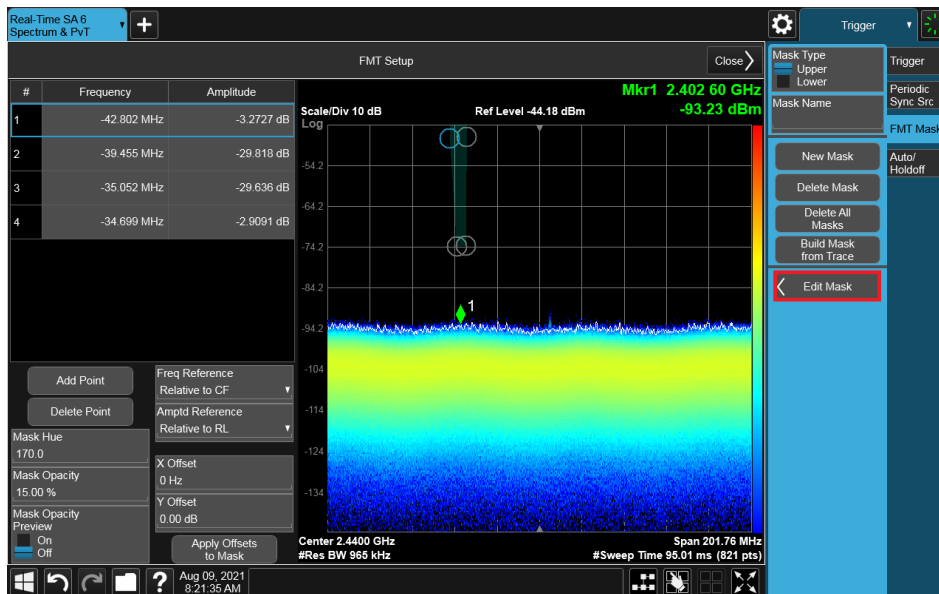 Real-Time SA 6
Spectrum & PvT
Trigger
FMT Setup
Close
# Frequency Amplitude
1 -42.802 MHz -3.2727 dB
2 -39.455 MHz -29.818 dB
3 -35.052 MHz -29.636 dB
4 -34.699 MHz -2.9091 dB
Add Point
Delete Point
Mask Hue
170.0
Mask Opacity
15.00 %
Mask Opacity
Preview
On
Off
Freq Reference
Relative to CF
Amptd Reference
Relative to RL
X Offset
0 Hz
Y Offset
0.00 dB
Apply Offsets
to Mask
Mkr1 2.402 60 GHz
Scale/Div 10 dB Ref Level -44.18 dBm -93.23 dBm
Log
-54.2
-64.2
-74.2
-84.2
1
-94.2
-104
-114
-124
-134
Center 2.4400 GHz Span 201.76 MHz
#Res BW 965 kHz #Sweep Time 95.01 ms (821 pts)
Mask Type
Upper
Lower
Mask Name
New Mask
Delete Mask
Delete All
Masks
Build Mask
from Trace
Edit Mask
Trigger
Periodic
Sync Src
FMT Mask
Auto/
Holdoff
?
Aug 09, 2021
8:21:35 AM